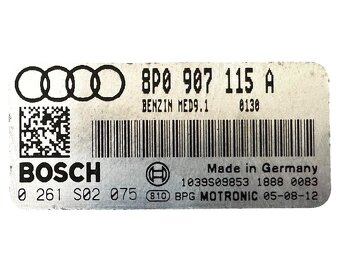 8P0 907 115 A
BENZIN MED9.1 0130
BOSCH
Made in Germany
1039S09853 1888 0083
0 261 S02 075 S10 BPG MOTRONIC 05-08-12